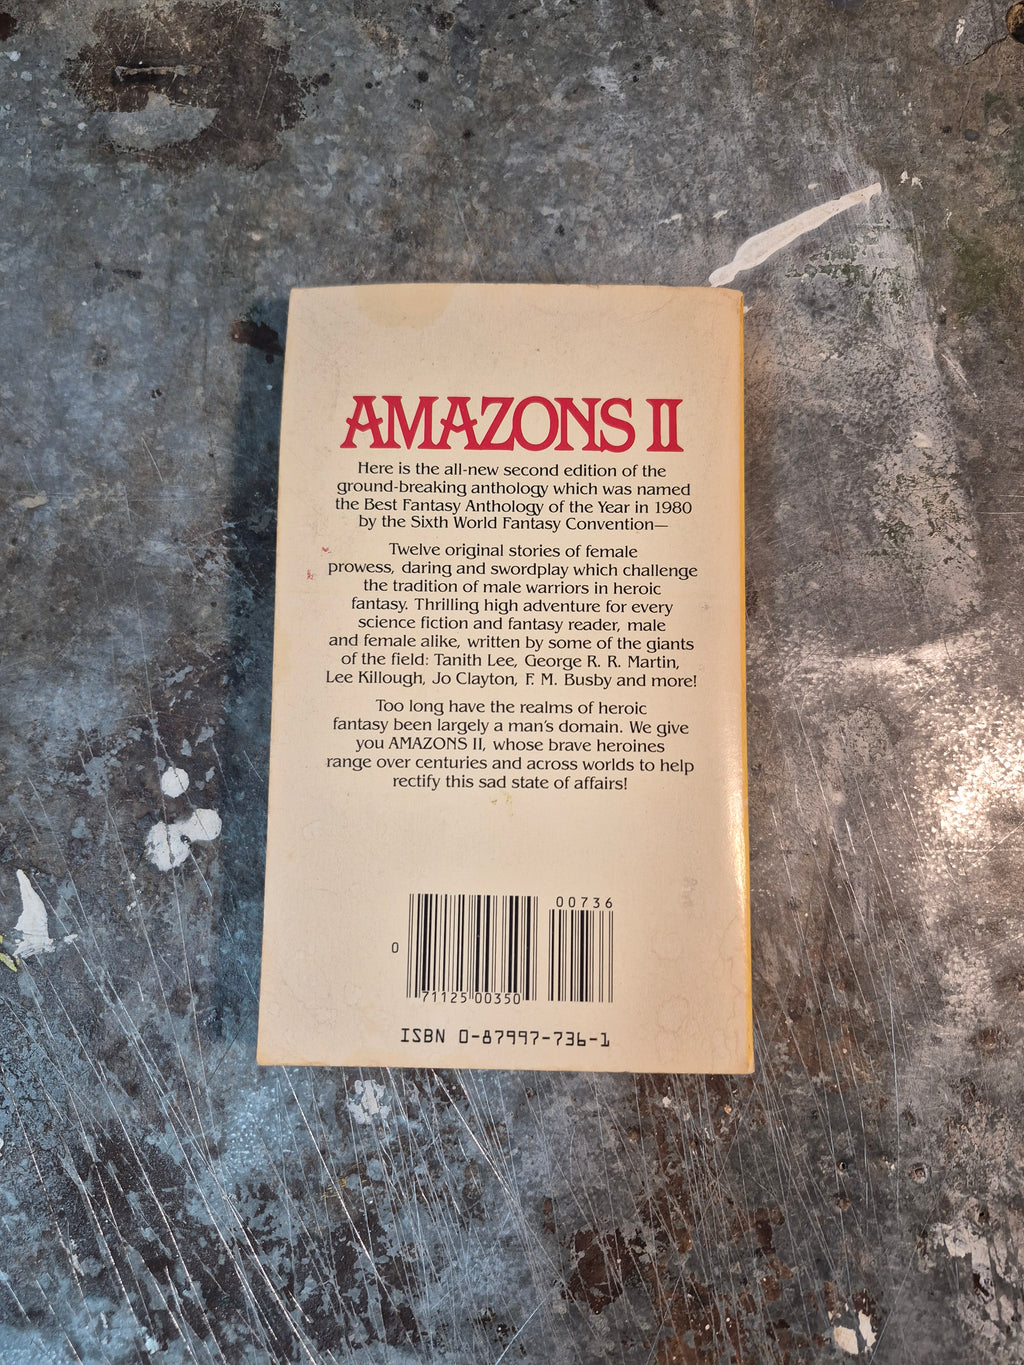 AMAZONS II
Here is the all-new second edition of the
ground-breaking anthology which was named
the Best Fantasy Anthology of the Year in 1980
by the Sixth World Fantasy Convention—
Twelve original stories of female
prowess, daring and swordplay which challenge
the tradition of male warriors in heroic
fantasy. Thrilling high adventure for every
science fiction and fantasy reader, male
and female alike, written by some of the giants
of the field: Tanith Lee, George R. R. Martin,
Lee Killough, Jo Clayton, F. M. Busby and more!
Too long have the realms of heroic
fantasy been largely a man's domain. We give
you AMAZONS II, whose brave heroines
range over centuries and across worlds to help
rectify this sad state of affairs!
00736
0
71125 00350
ISBN 0-87997-736-1